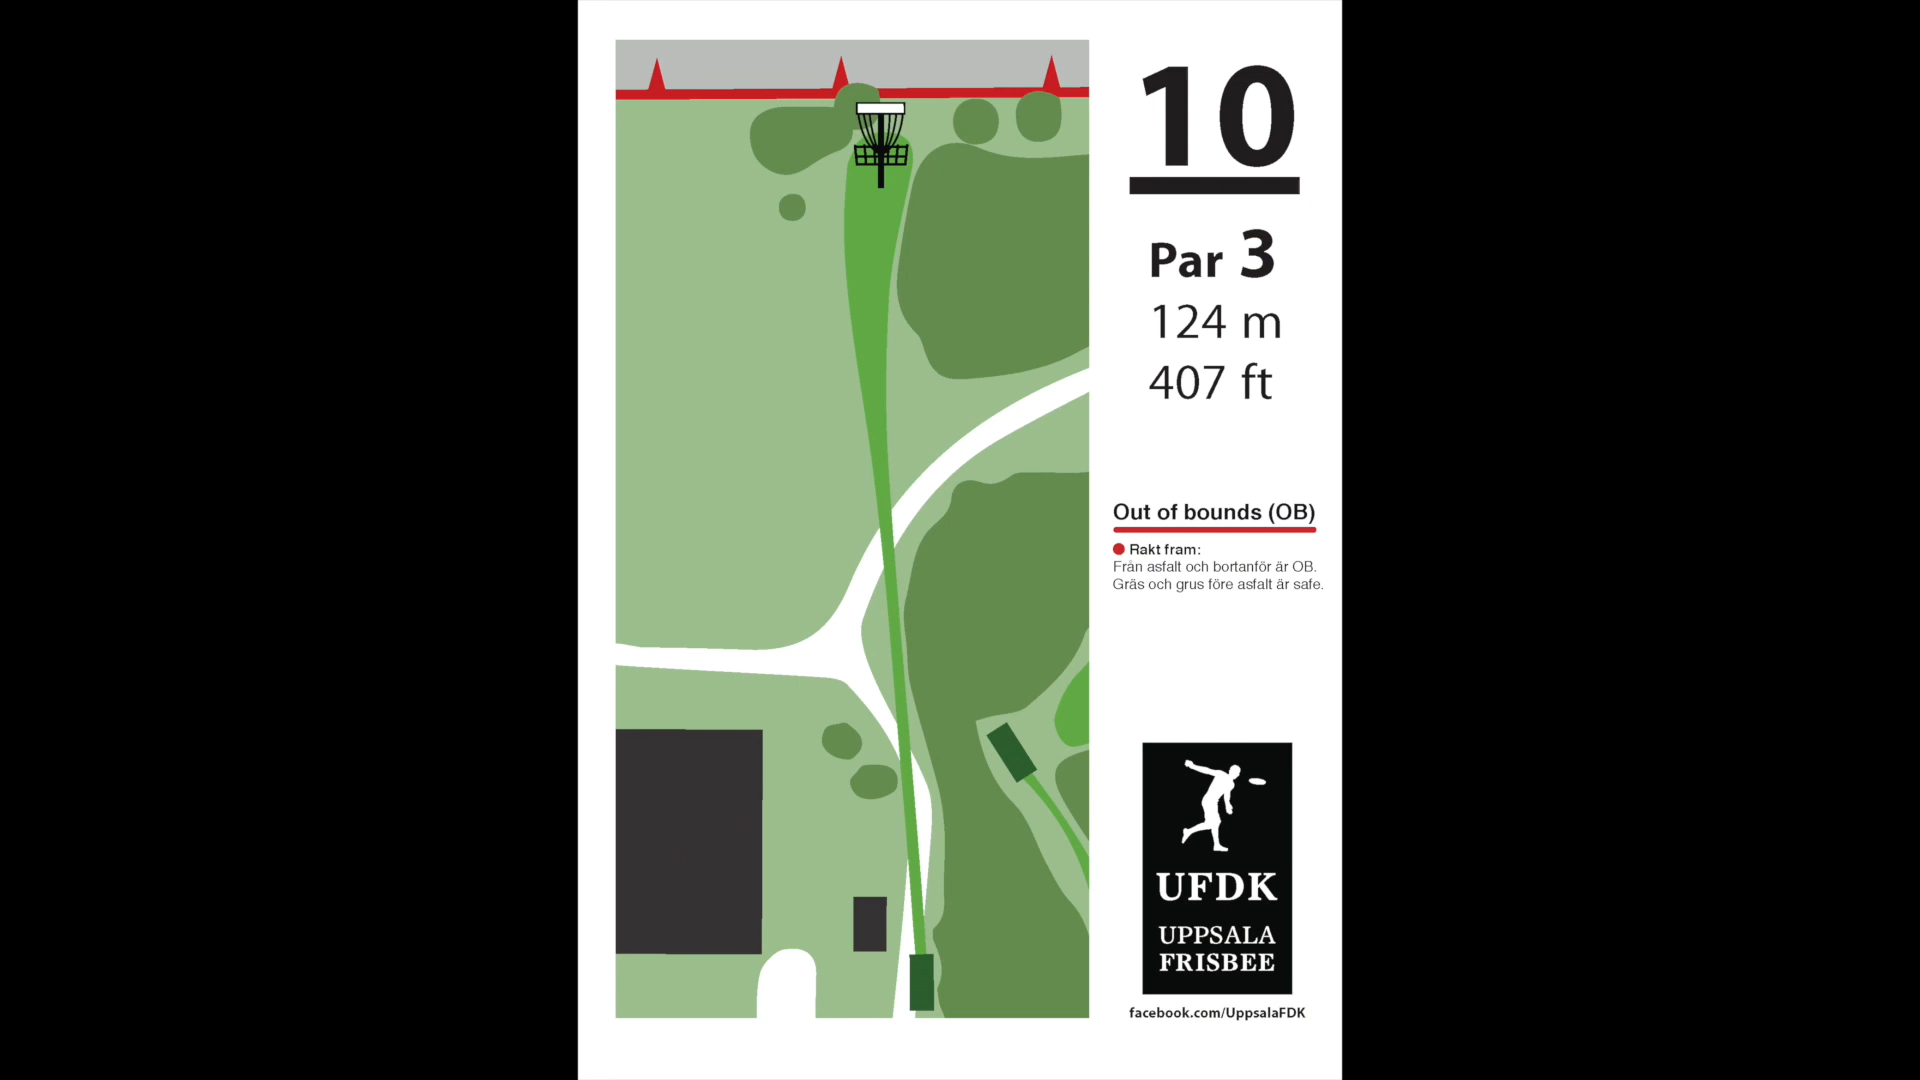 10
Par 3
124 m
407 ft
Out of bounds (OB)
Rakt fram:
Från asfalt och bortanför är OB.
Gräs och grus före asfalt är safe.
UFDK
UPPSALA
FRISBEE
facebook.com/UppsalaFDK